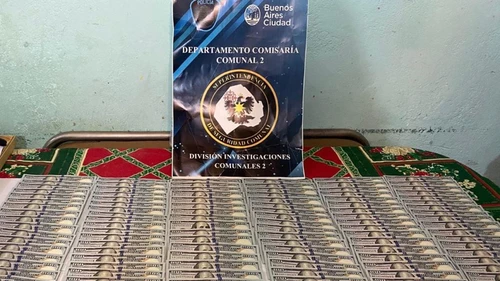 POLICÍA
Buenos
Aires
Ciudad
DEPARTAMENTO COMISARÍA
COMUNAL 2
SUPERINTENDENCIA
DE SEGURIDAD COMUNAL
DIVISIÓN INVESTIGACIONES
COMUNALES 2